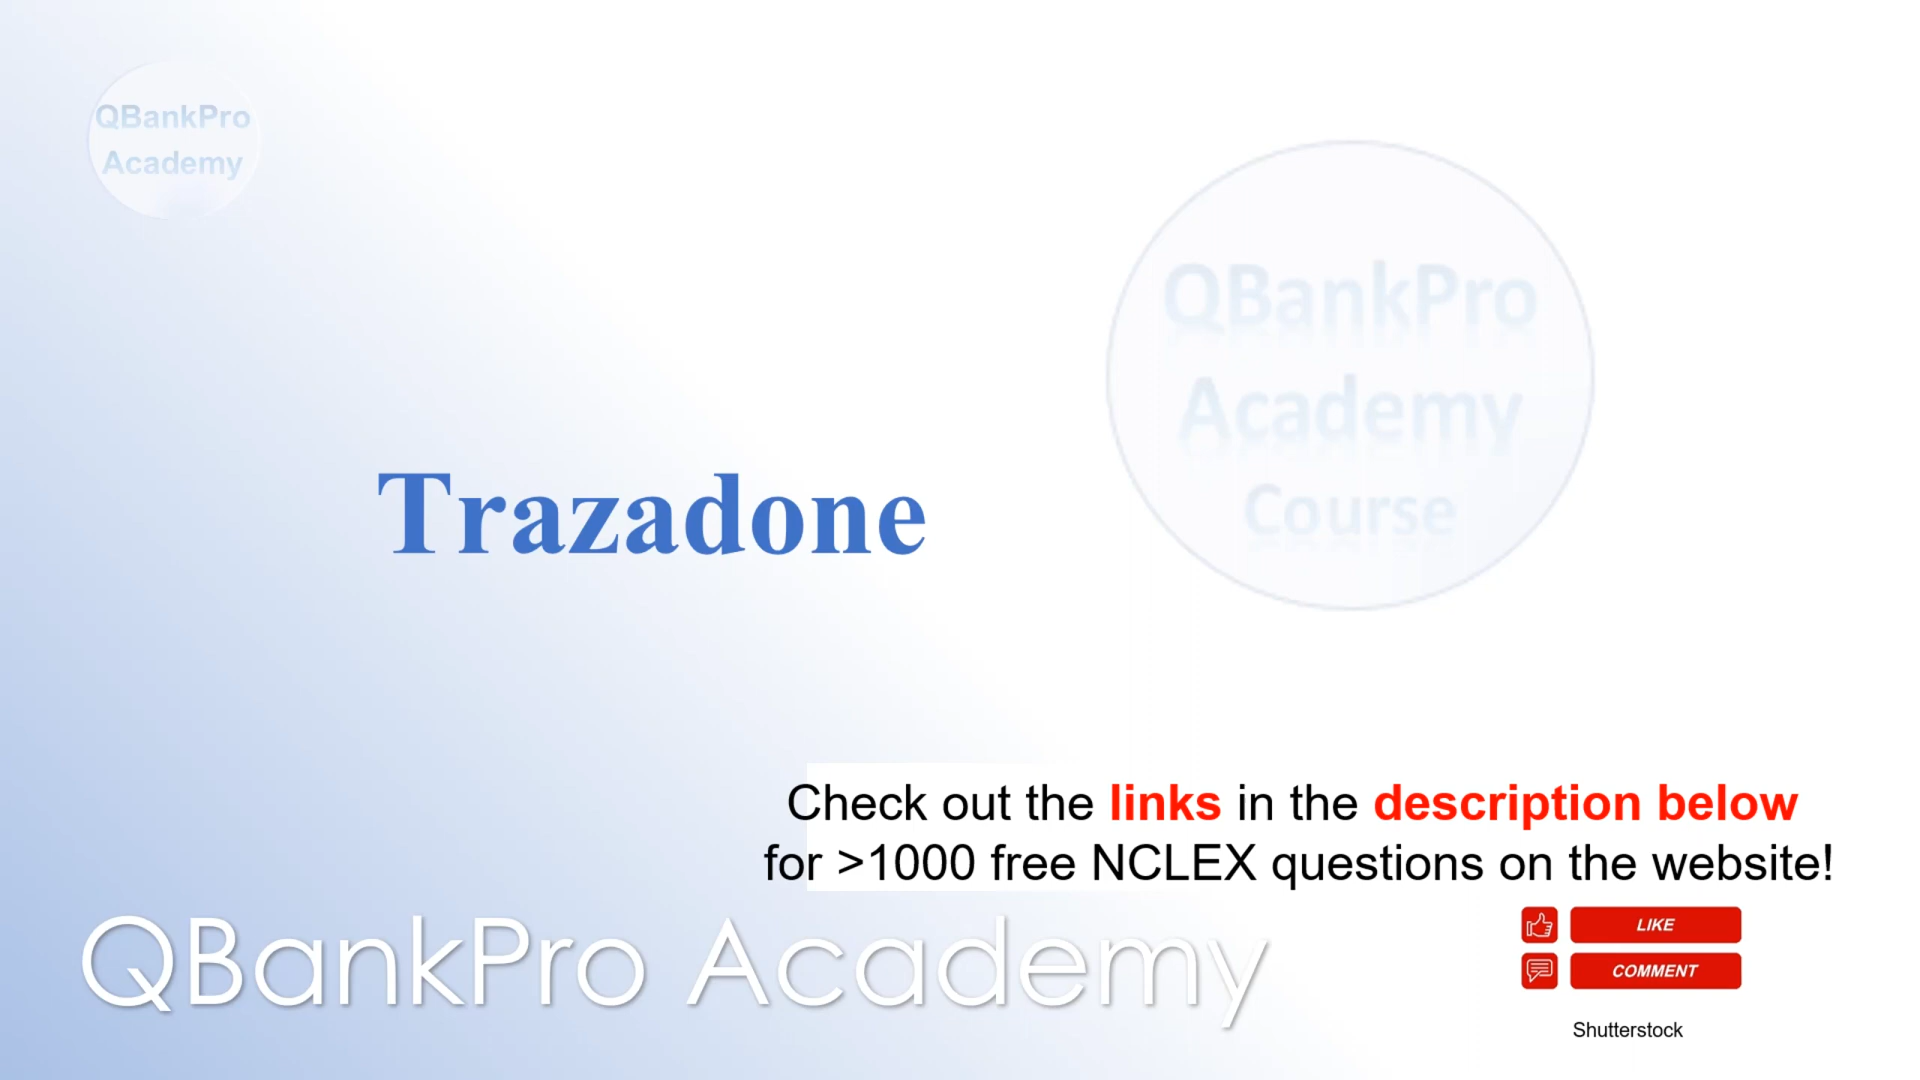 QBankPro
Academy
QBankPro
Academy
Course
Trazadone
Check out the links in the description below
for >1000 free NCLEX questions on the website!
QBankPro Academy
LIKE
COMMENT
Shutterstock